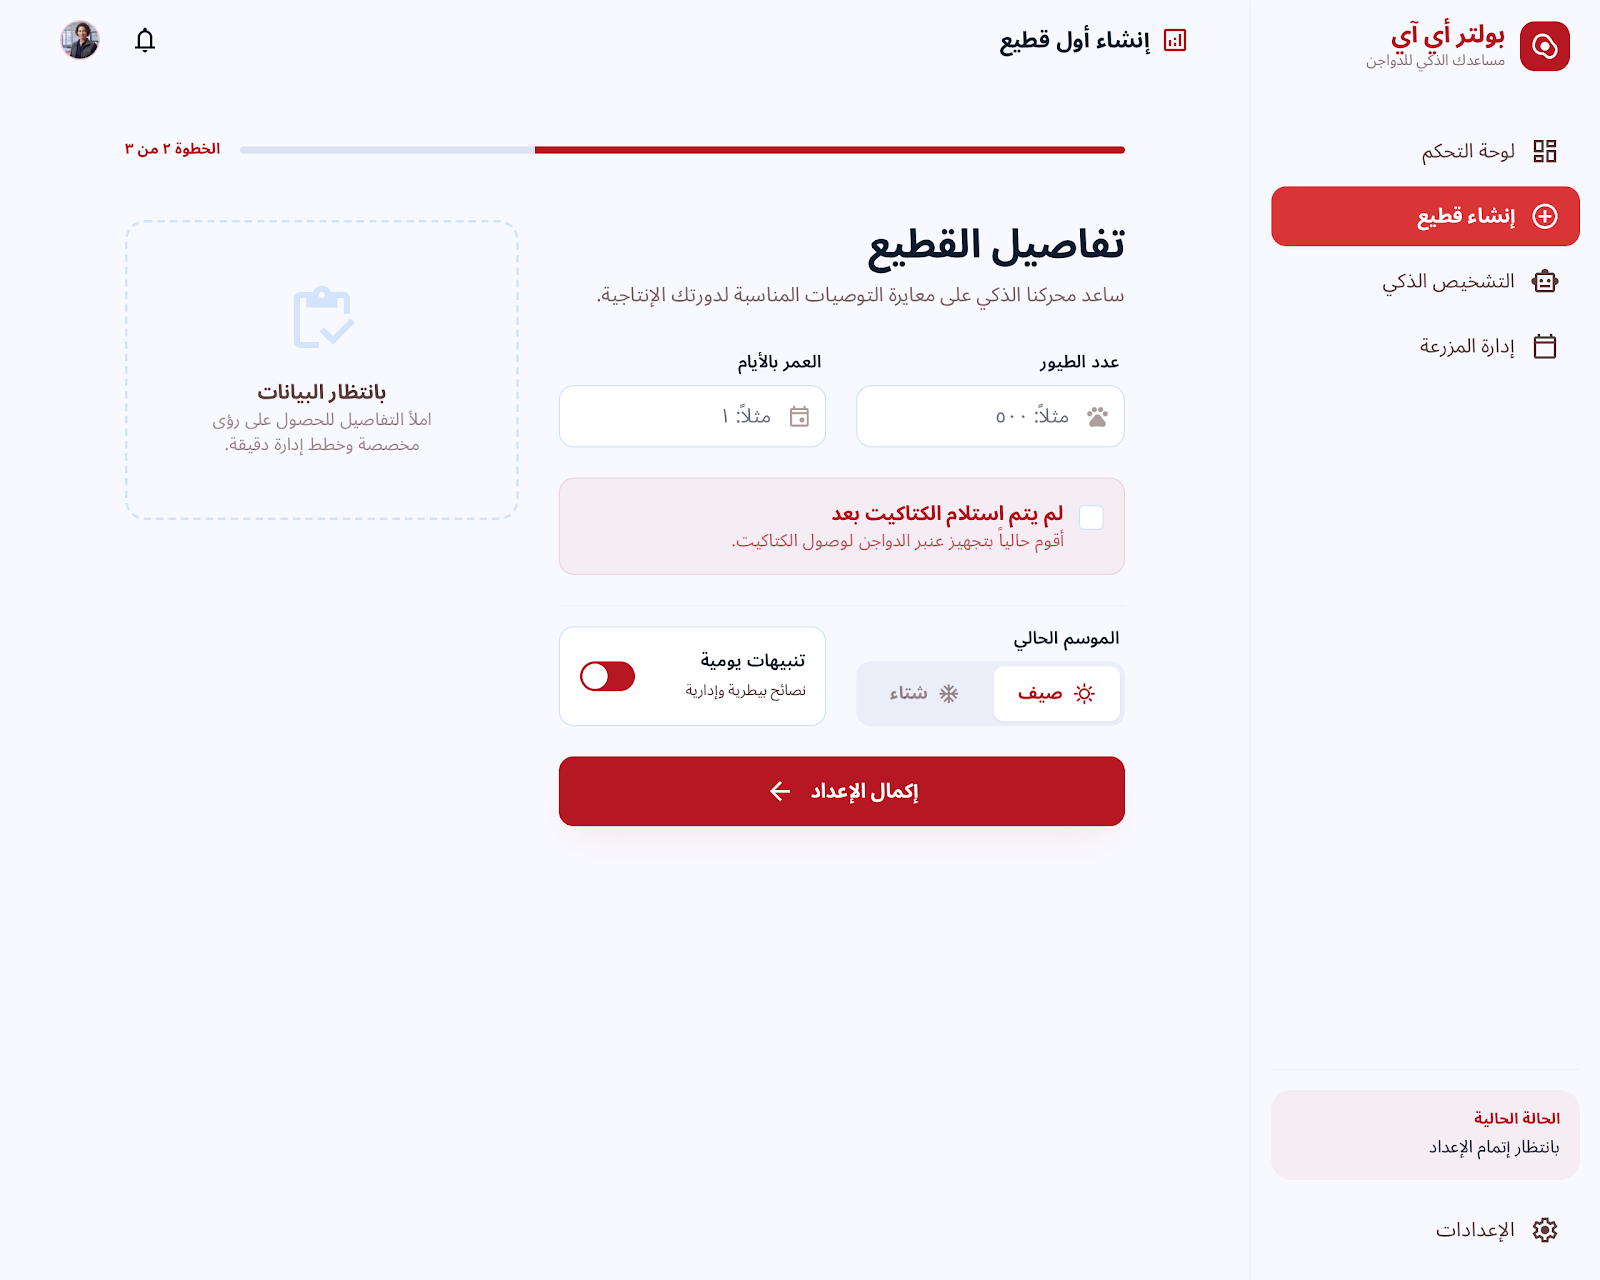 بولتر أي آي
مساعدك الذكي للدواجن
لوحة التحكم
إنشاء قطيع
التشخيص الذكي
إدارة المزرعة
الحالة الحالية
بانتظار إتمام الإعداد
الإعدادات
إنشاء أول قطيع
الخطوة ٢ من ٣
تفاصيل القطيع
ساعد محركنا الذكي على معايرة التوصيات المناسبة لدورتك الإنتاجية.
عدد الطيور
مثلاً: ٥٠٠
العمر بالأيام
مثلاً: ١
لم يتم استلام الكتاكيت بعد
أقوم حالياً بتجهيز عنبر الدواجن لوصول الكتاكيت.
الموسم الحالي
صيف
شتاء
تنبيهات يومية
نصائح بيطرية وإدارية
إكمال الإعداد
بانتظار البيانات
املأ التفاصيل للحصول على رؤى
مخصصة وخطط إدارة دقيقة.